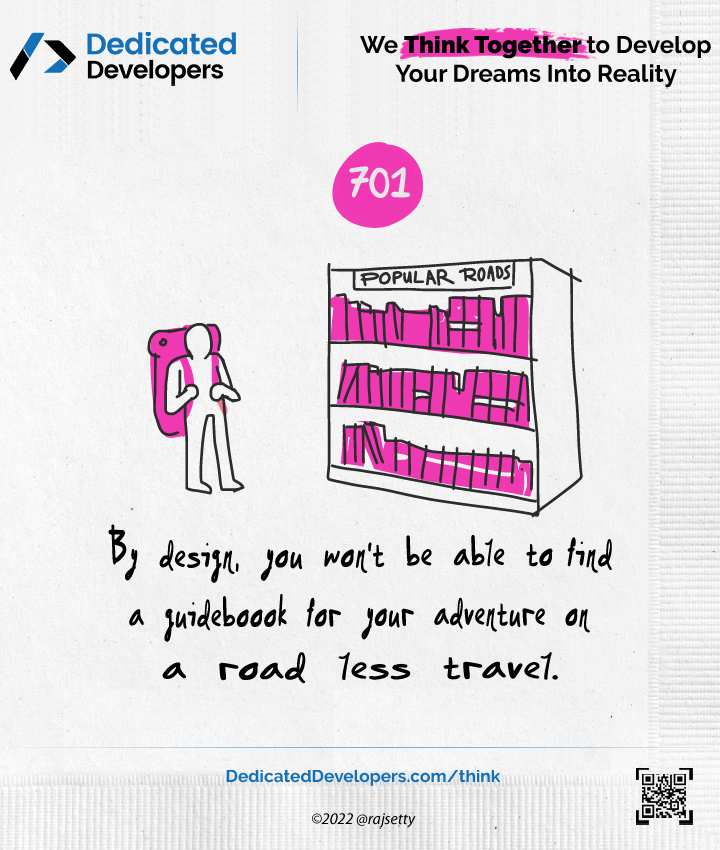 Dedicated
Developers
We Think Together to Develop
Your Dreams Into Reality
701
POPULAR ROADS
By design, you won't be able to find
a guideboook for your adventure on
a road less travel.
DedicatedDevelopers.com/think
©2022 @rajsetty